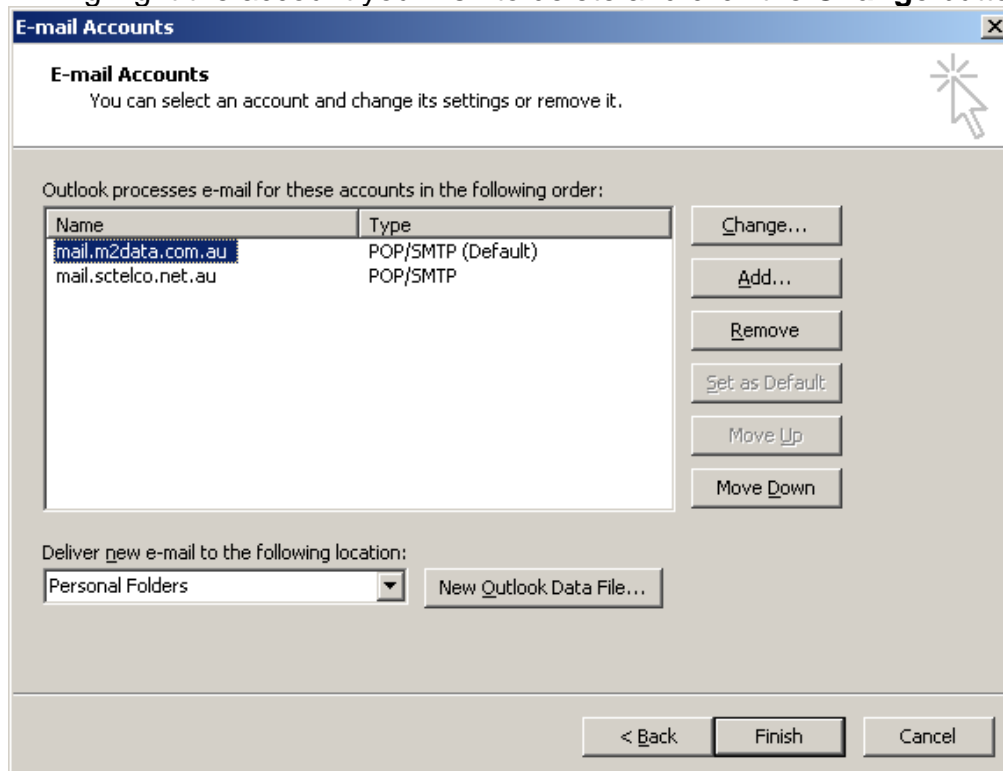 E-mail Accounts
E-mail Accounts
You can select an account and change its settings or remove it.
Outlook processes e-mail for these accounts in the following order:
Name Type
mail.m2data.com.au POP/SMTP (Default)
mail.sctelco.net.au POP/SMTP
Change...
Add...
Remove
Set as Default
Move Up
Move Down
Deliver new e-mail to the following location:
Personal Folders New Outlook Data File...
< Back Finish Cancel